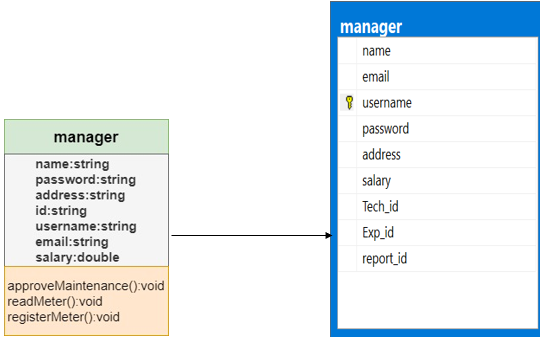 manager
name:string
password:string
address:string
id:string
username:string
email:string
salary:double
approveMaintenance():void
readMeter():void
registerMeter():void
manager
name
email
username
password
address
salary
Tech_id
Exp_id
report_id